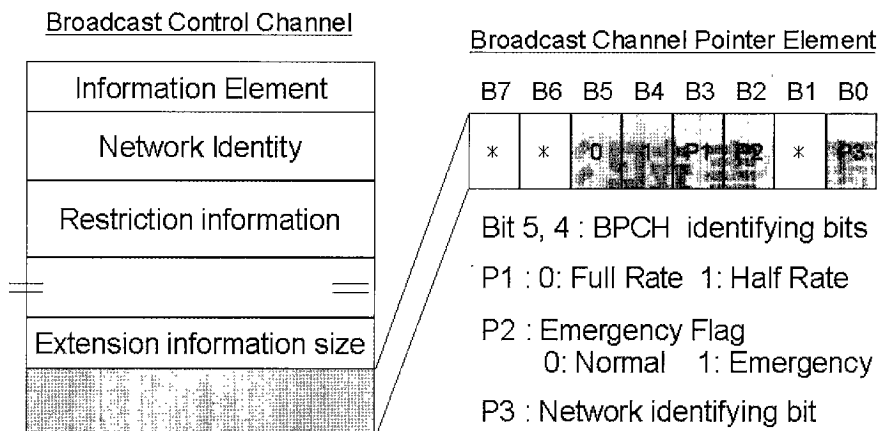 Broadcast Control Channel
Information Element
Network Identity
Restriction information
Extension information size
Broadcast Channel Pointer Element
B7 B6 B5 B4 B3 B2 B1 B0
* * 0 1 P1 P2 * P3
Bit 5, 4 : BPCH identifying bits
P1 : 0: Full Rate 1: Half Rate
P2 : Emergency Flag
0: Normal 1: Emergency
P3 : Network identifying bit